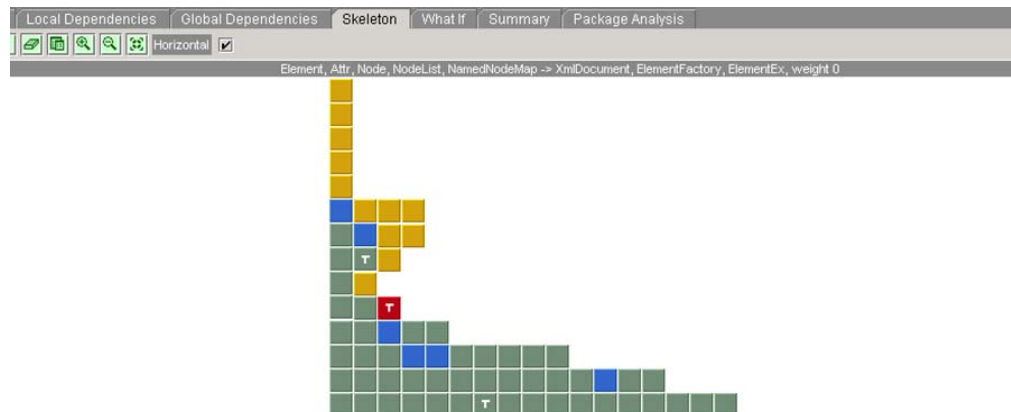 Local Dependencies Global Dependencies Skeleton What If Summary Package Analysis
Horizontal
Element, Attr, Node, NodeList, NamedNodeMap -> XmlDocument, ElementFactory, ElementEx, weight 0
T
T
T